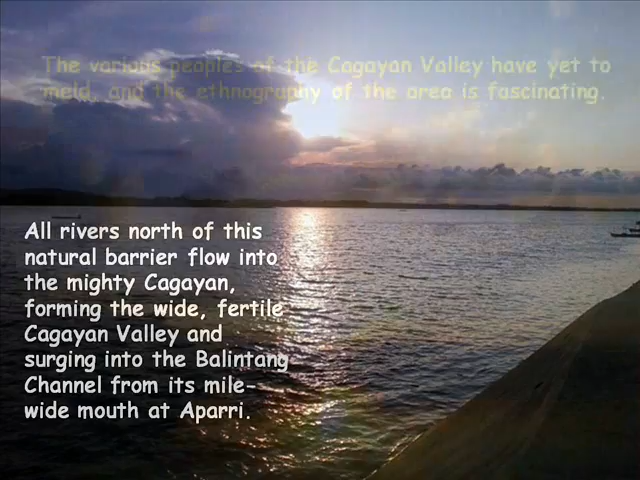 The various peoples of the Cagayan Valley have yet to
meld, and the ethnography of the area is fascinating.
All rivers north of this
natural barrier flow into
the mighty Cagayan,
forming the wide, fertile
Cagayan Valley and
surging into the Balintang
Channel from its mile-
wide mouth at Aparri.